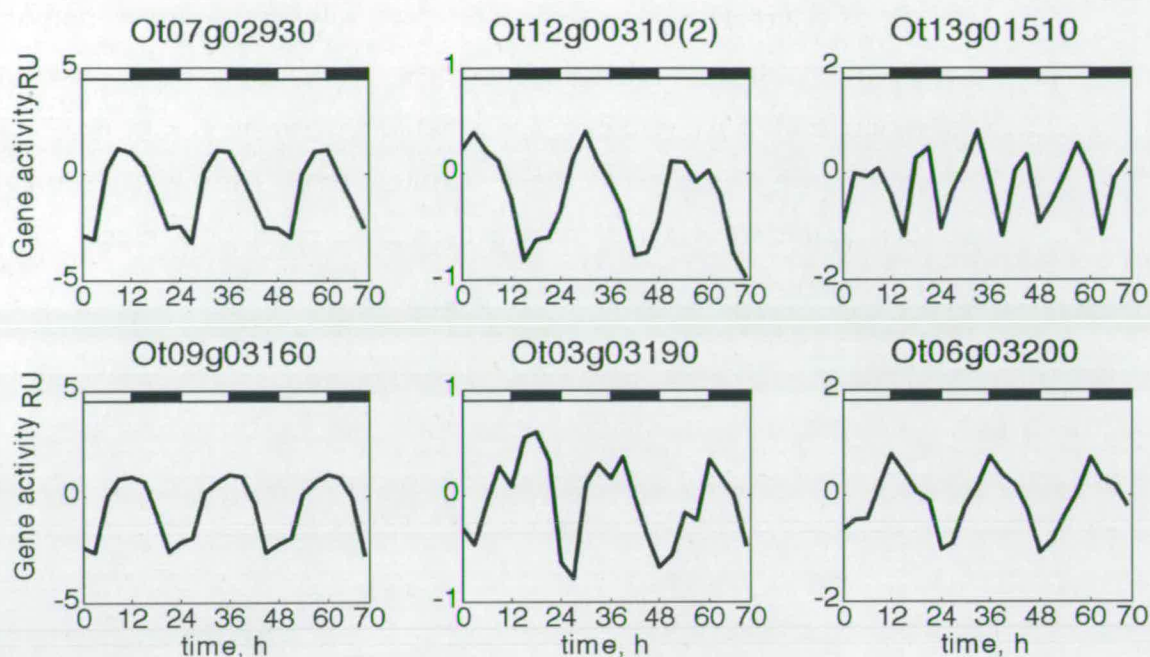 Ot07g02930 Ot12g00310(2) Ot13g01510
Gene activity,RU
5
0
-5
0 12 24 36 48 60 70
1
0
-1
0 12 24 36 48 60 70
2
0
-2
0 12 24 36 48 60 70
Ot09g03160 Ot03g03190 Ot06g03200
Gene activity RU
5
0
-5
0 12 24 36 48 60 70
time, h
1
0
-1
0 12 24 36 48 60 70
time, h
2
0
-2
0 12 24 36 48 60 70
time, h